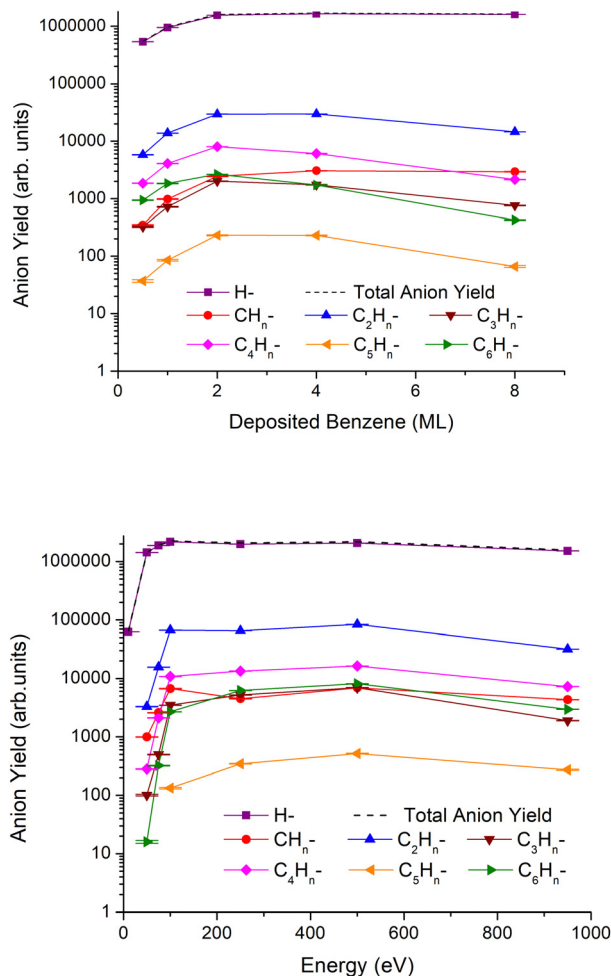 Anion Yield (arb. units)
1000000
100000
10000
1000
100
10
1
H- Total Anion Yield
CHn- C2Hn- C3Hn-
C4Hn- C5Hn- C6Hn-
0 2 4 6 8
Deposited Benzene (ML)
Anion Yield (arb.units)
1000000
100000
10000
1000
100
10
1
H- Total Anion Yield
CHn- C2Hn- C3Hn-
C4Hn- C5Hn- C6Hn-
0 200 400 600 800 1000
Energy (eV)